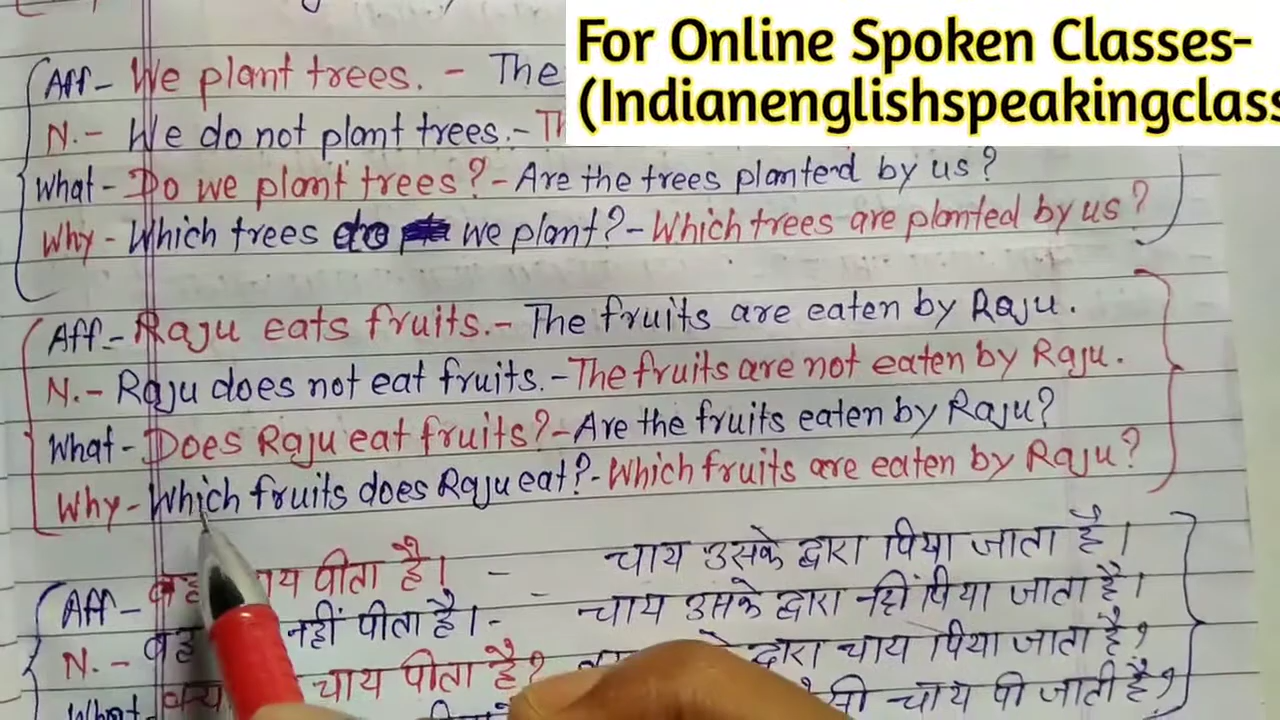 For Online Spoken Classes-
(Indianenglishspeakingclass
Aff- We plant trees. - The
N.- We do not plant trees.-
What- Do we plant trees?- Are the trees planted by us?
Why- Which trees do we plant?- Which trees are planted by us?
Aff.- Raju eats fruits.- The fruits are eaten by Raju.
N.- Raju does not eat fruits.-The fruits are not eaten by Raju.
What- Does Raju eat fruits?-Are the fruits eaten by Raju?
Why- Which fruits does Raju eat?-Which fruits are eaten by Raju?
Aff- पीता है। - चाय उसके द्वारा पिया जाता है।
N.- नहीं पीता है।- चाय उसके द्वारा नहीं पिया जाता है।
What- चाय पीता है? द्वारा चाय पिया जाता है?
चाय पी जाती है?